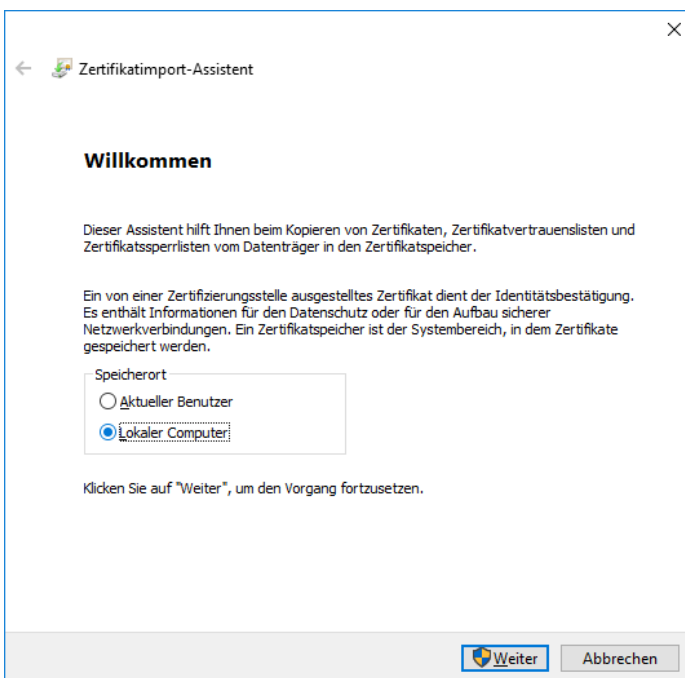 Zertifikatimport-Assistent
Willkommen
Dieser Assistent hilft Ihnen beim Kopieren von Zertifikaten, Zertifikatvertrauenslisten und
Zertifikatssperrlisten vom Datenträger in den Zertifikatspeicher.
Ein von einer Zertifizierungsstelle ausgestelltes Zertifikat dient der Identitätsbestätigung.
Es enthält Informationen für den Datenschutz oder für den Aufbau sicherer
Netzwerkverbindungen. Ein Zertifikatspeicher ist der Systembereich, in dem Zertifikate
gespeichert werden.
Speicherort
Aktueller Benutzer
Lokaler Computer
Klicken Sie auf "Weiter", um den Vorgang fortzusetzen.
Weiter Abbrechen